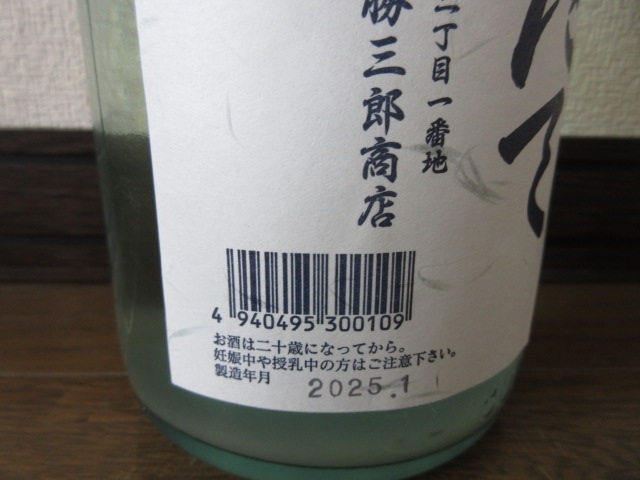 二丁目一番地
勝三郎商店
4 940495 300109
お酒は二十歳になってから。
妊娠中や授乳中の方はご注意下さい。
製造年月 2025.1